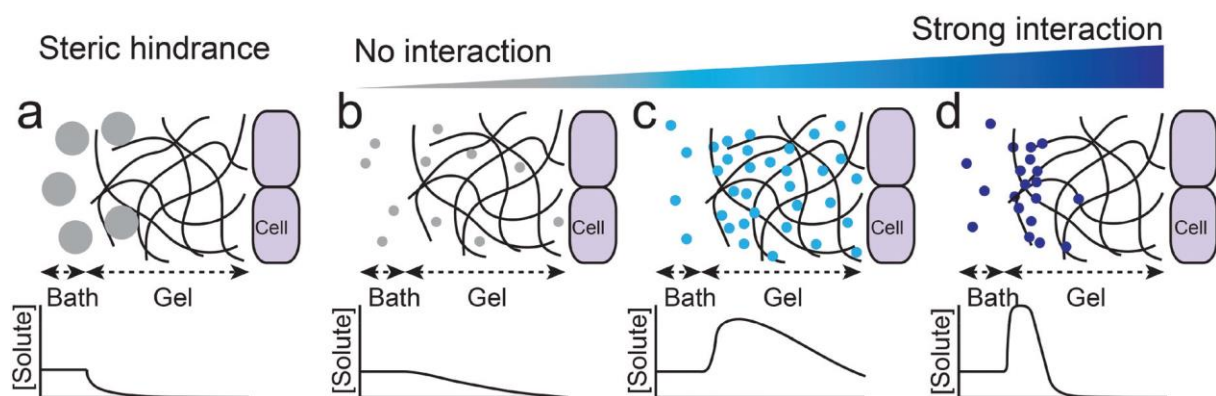 Steric hindrance
No interaction
Strong interaction
a
b
c
d
Cell
Cell
Cell
Cell
Bath Gel
Bath Gel
Bath Gel
Bath Gel
[Solute]
[Solute]
[Solute]
[Solute]